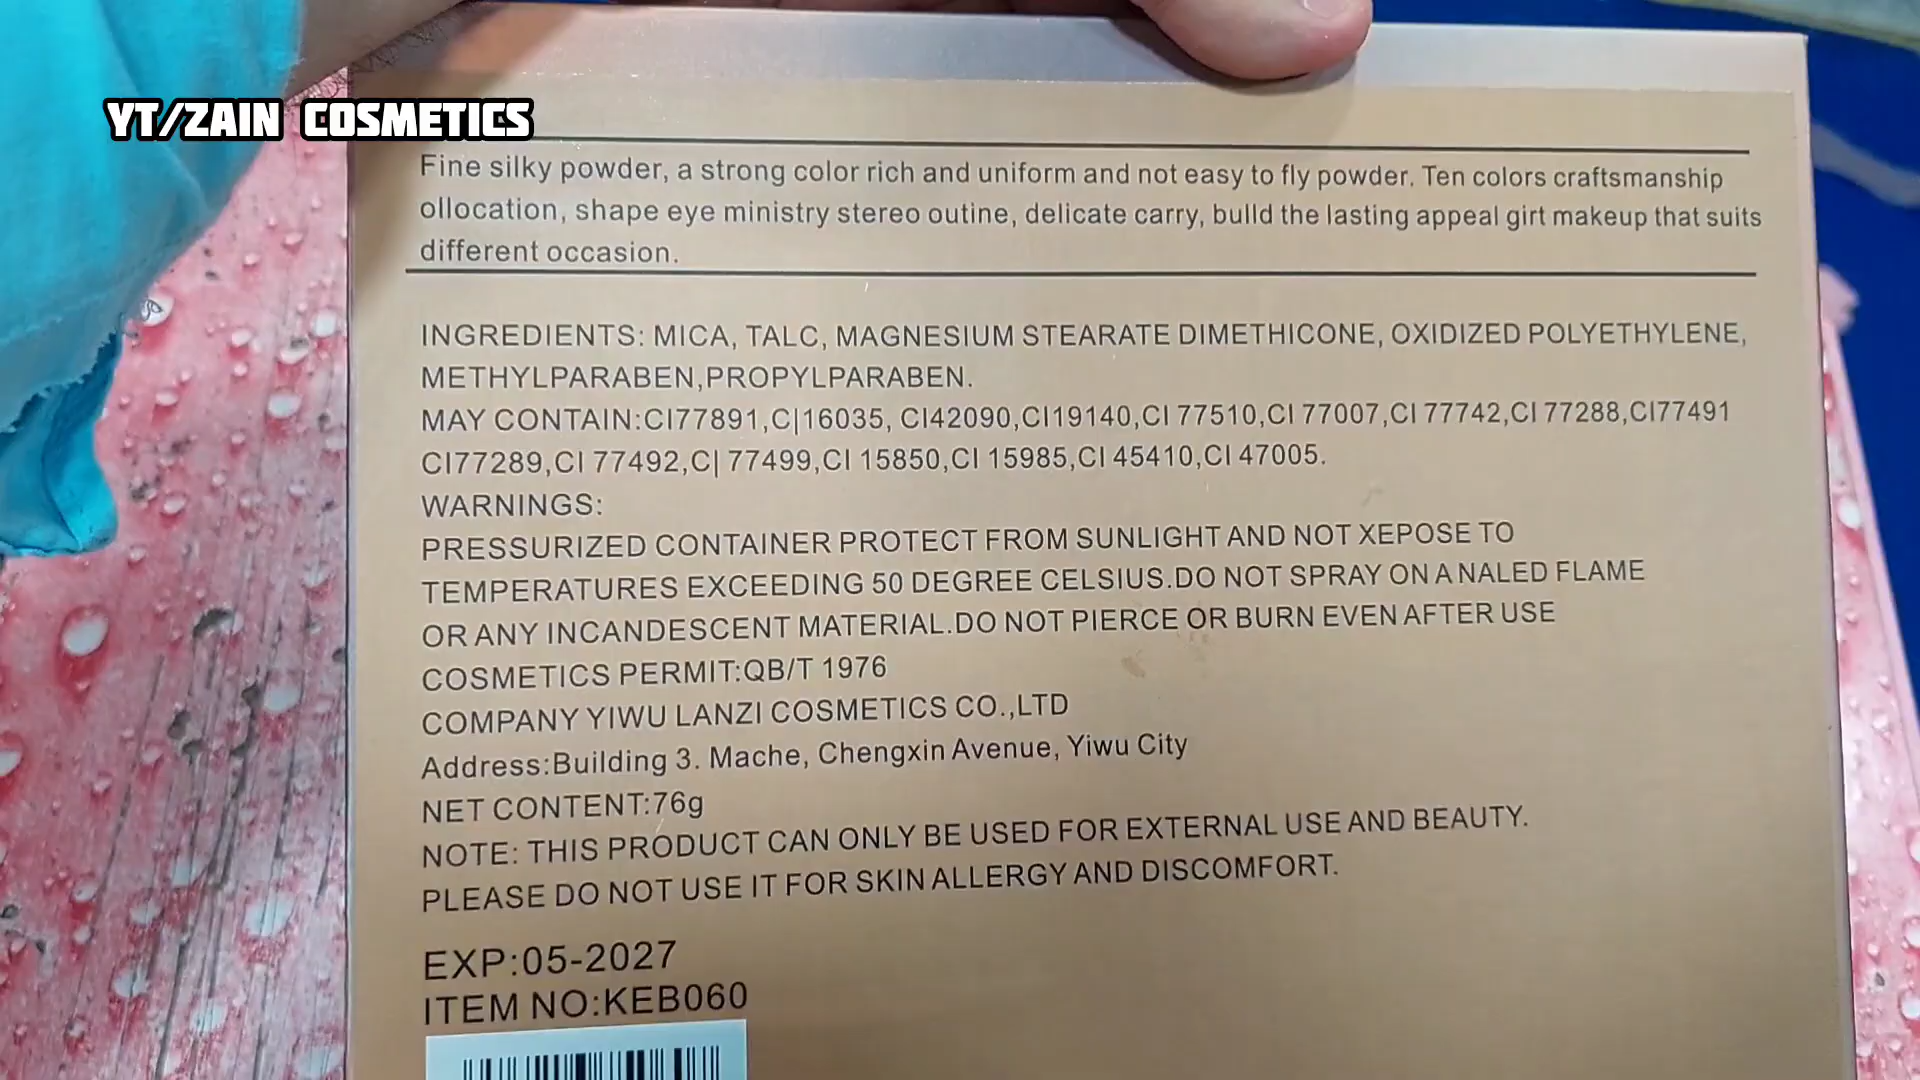 YT/ZAIN COSMETICS
Fine silky powder, a strong color rich and uniform and not easy to fly powder. Ten colors craftsmanship
ollocation, shape eye ministry stereo outine, delicate carry, bulld the lasting appeal girt makeup that suits
different occasion.
INGREDIENTS: MICA, TALC, MAGNESIUM STEARATE DIMETHICONE, OXIDIZED POLYETHYLENE,
METHYLPARABEN,PROPYLPARABEN.
MAY CONTAIN:CI77891,C|16035, CI42090,CI19140,CI 77510,CI 77007,CI 77742,CI 77288,CI77491
CI77289,CI 77492,C| 77499,CI 15850,CI 15985,CI 45410,CI 47005.
WARNINGS:
PRESSURIZED CONTAINER PROTECT FROM SUNLIGHT AND NOT XEPOSE TO
TEMPERATURES EXCEEDING 50 DEGREE CELSIUS.DO NOT SPRAY ON A NALED FLAME
OR ANY INCANDESCENT MATERIAL.DO NOT PIERCE OR BURN EVEN AFTER USE
COSMETICS PERMIT:QB/T 1976
COMPANY YIWU LANZI COSMETICS CO.,LTD
Address:Building 3. Mache, Chengxin Avenue, Yiwu City
NET CONTENT:76g
NOTE: THIS PRODUCT CAN ONLY BE USED FOR EXTERNAL USE AND BEAUTY.
PLEASE DO NOT USE IT FOR SKIN ALLERGY AND DISCOMFORT.
EXP:05-2027
ITEM NO:KEB060